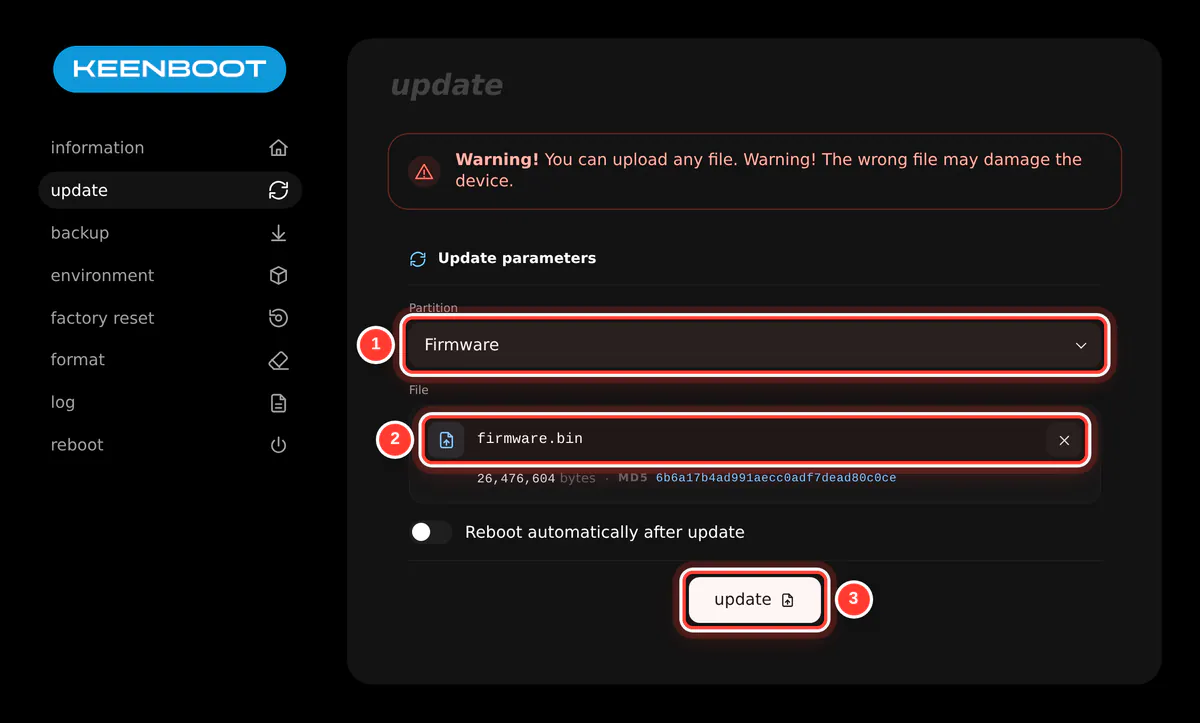 KEENBOOT
information
update
backup
environment
factory reset
format
log
reboot
update
Warning! You can upload any file. Warning! The wrong file may damage the
device.
Update parameters
Partition
1
Firmware
File
2
firmware.bin
26,476,604 bytes · MD5 6b6a17b4ad991aecc0adf7dead80c0ce
Reboot automatically after update
update
3